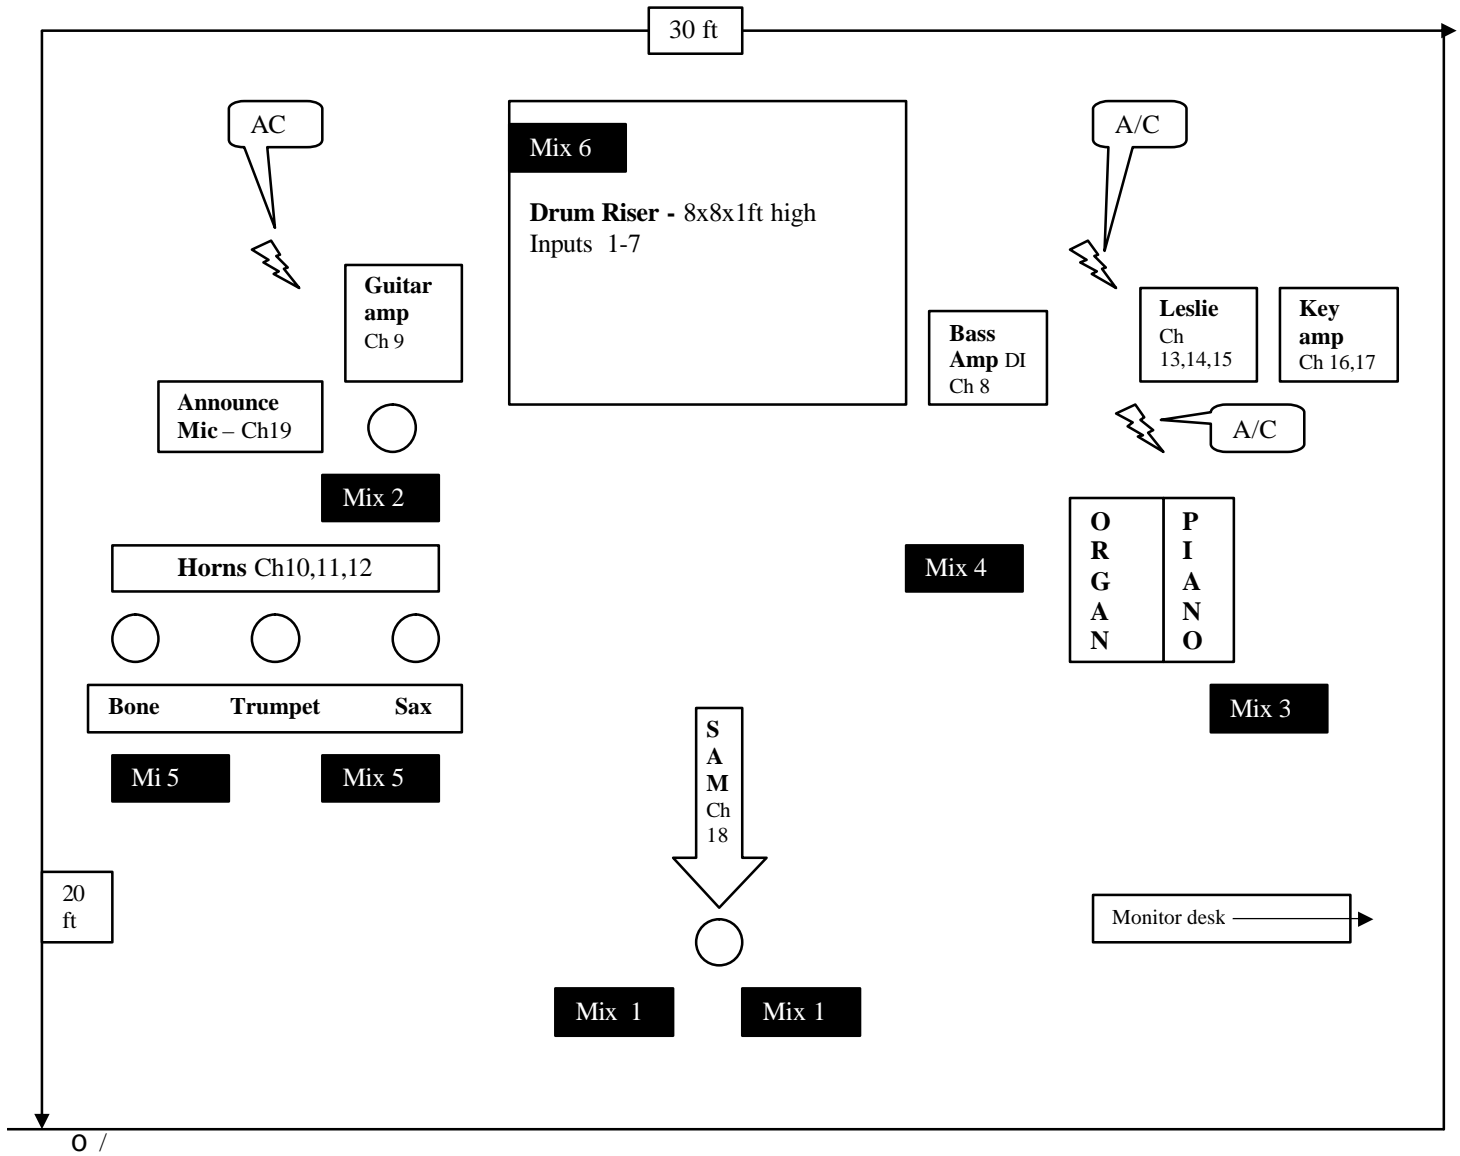 30 ft
AC
A/C
Mix 6
Drum Riser - 8x8x1ft high
Inputs 1-7
Guitar
amp
Ch 9
Bass
Amp DI
Ch 8
Leslie
Ch
13,14,15
Key
amp
Ch 16,17
Announce
Mic – Ch19
A/C
Mix 2
Horns Ch10,11,12
Mix 4
O
R
G
A
N
P
I
A
N
O
Bone Trumpet Sax
Mix 3
Mi 5
Mix 5
S
A
M
Ch
18
20
ft
Monitor desk
Mix 1
Mix 1
O /